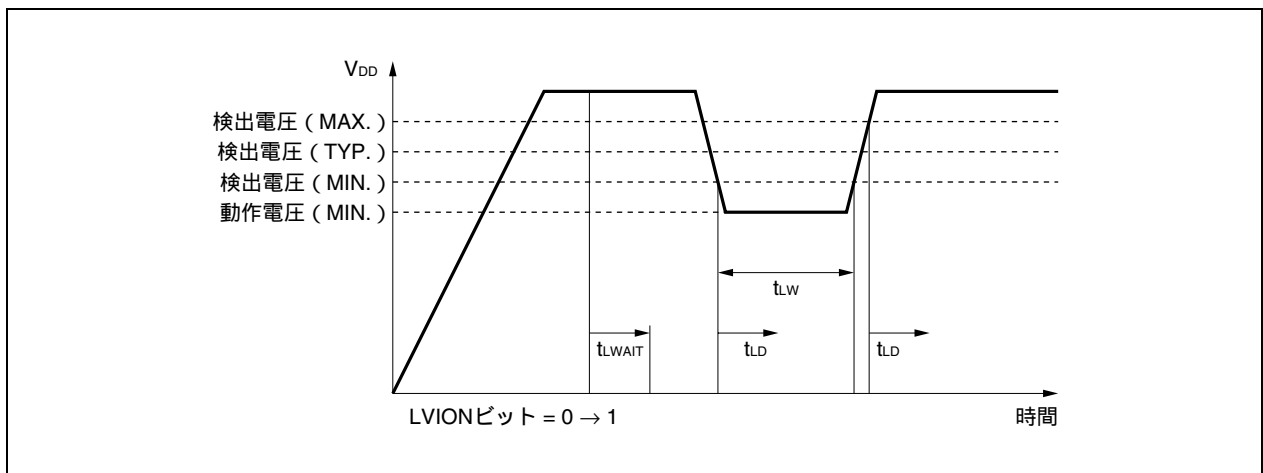 VDD
検出電圧（MAX.）
検出電圧（TYP.）
検出電圧（MIN.）
動作電圧（MIN.）
tLW
tLWAIT
tLD
tLD
LVIONビット = 0 → 1
時間